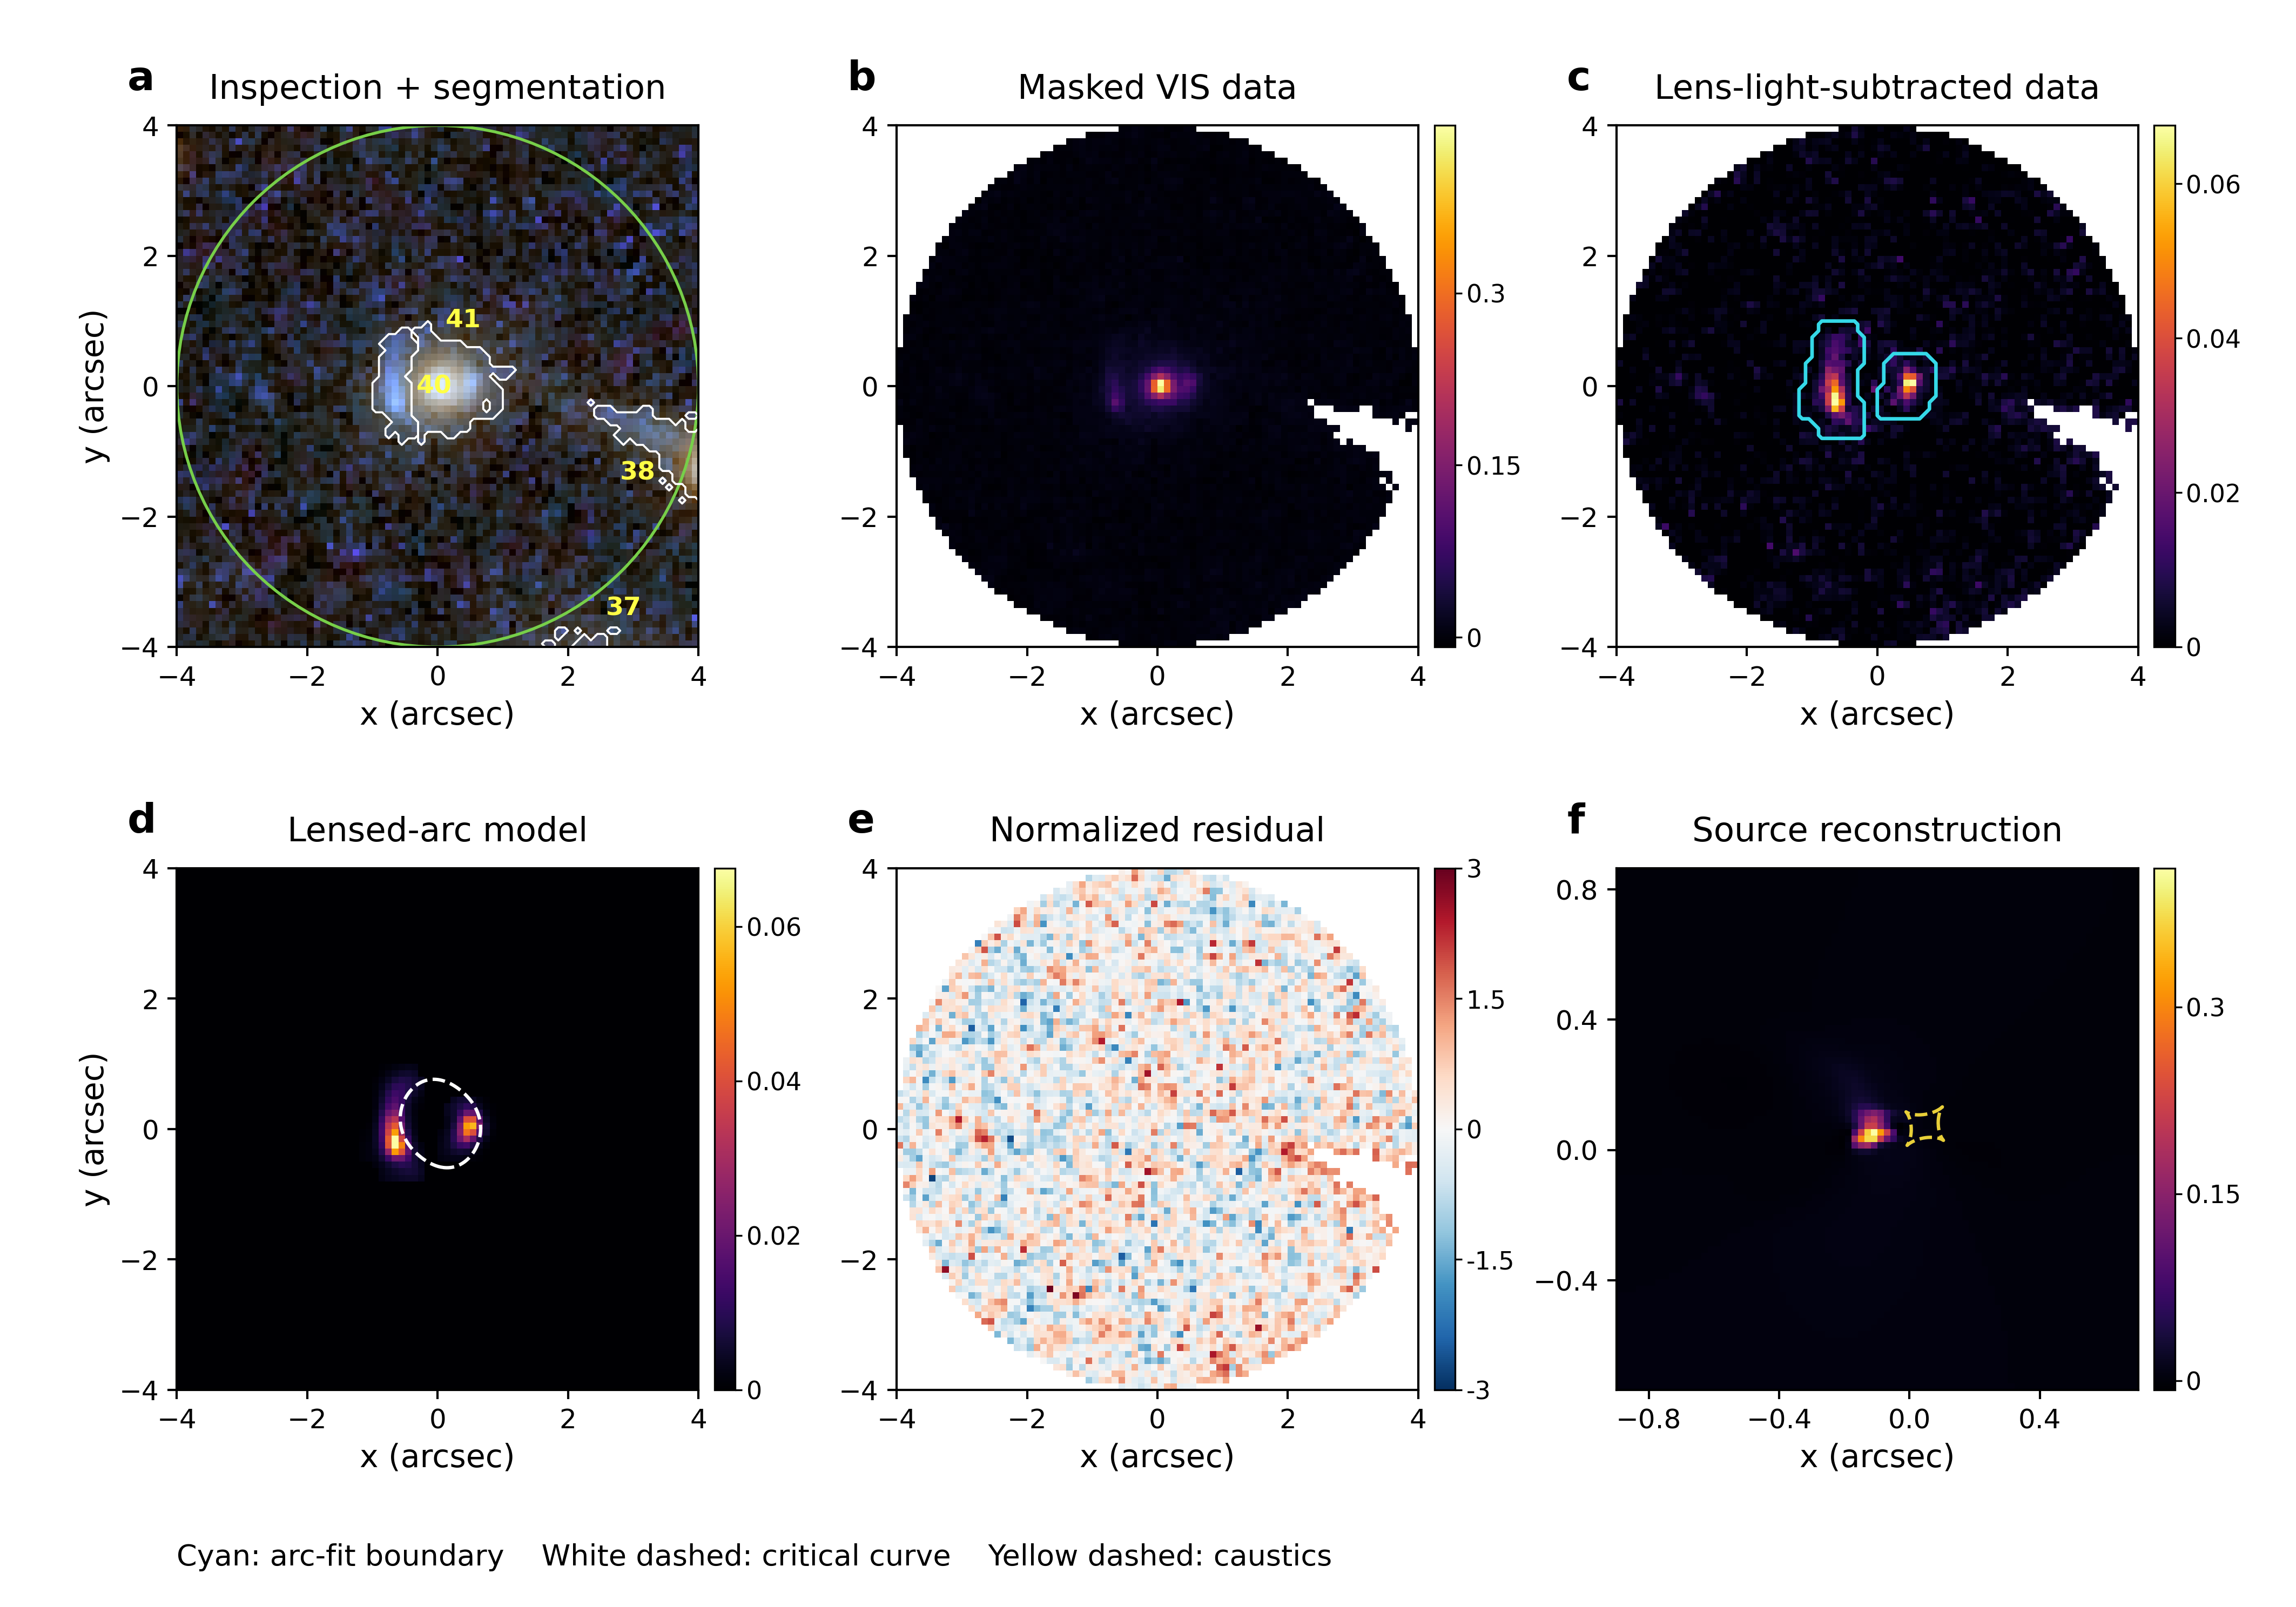 a Inspection + segmentation
b Masked VIS data
c Lens-light-subtracted data
4
2
0
−2
−4
y (arcsec)
41
40
38
37
−4 −2 0 2 4
x (arcsec)
4
2
0
−2
−4
0.3
0.15
0
−4 −2 0 2 4
x (arcsec)
4
2
0
−2
−4
0.06
0.04
0.02
0
−4 −2 0 2 4
x (arcsec)
d Lensed-arc model
e Normalized residual
f Source reconstruction
4
2
0
−2
−4
y (arcsec)
0.06
0.04
0.02
0
−4 −2 0 2 4
x (arcsec)
4
2
0
−2
−4
3
1.5
0
-1.5
-3
−4 −2 0 2 4
x (arcsec)
0.8
0.4
0.0
−0.4
0.3
0.15
0
−0.8 −0.4 0.0 0.4
x (arcsec)
Cyan: arc-fit boundary White dashed: critical curve Yellow dashed: caustics